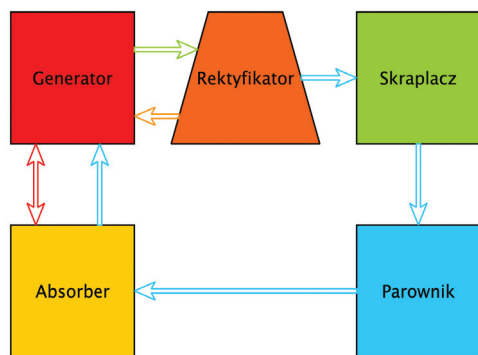 Generator
Rektyfikator
Skraplacz
Absorber
Parownik